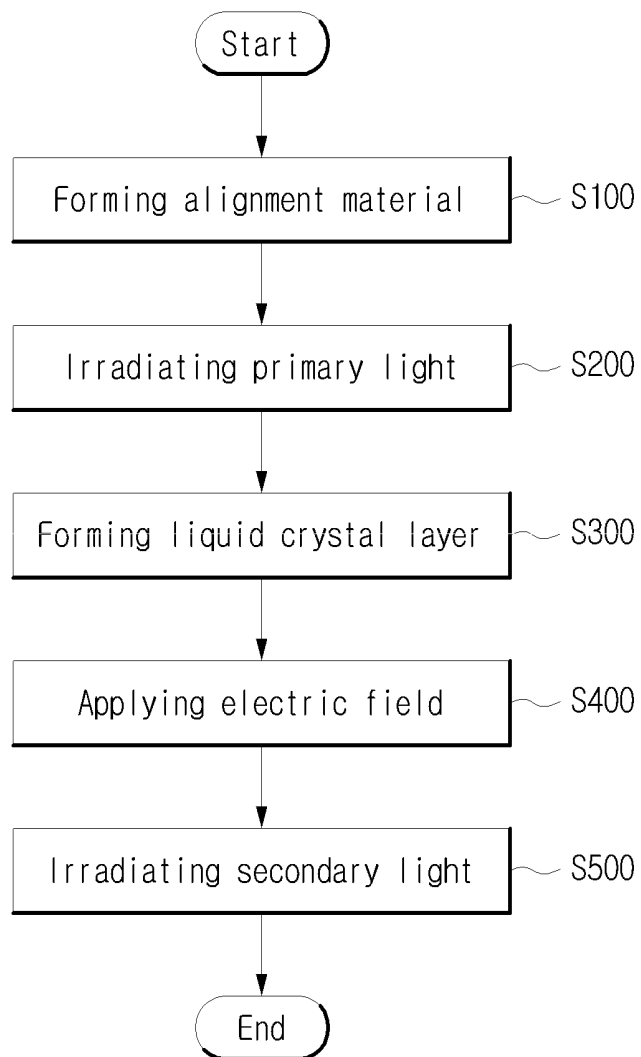 Start
Forming alignment material S100
Irradiating primary light S200
Forming liquid crystal layer S300
Applying electric field S400
Irradiating secondary light S500
End